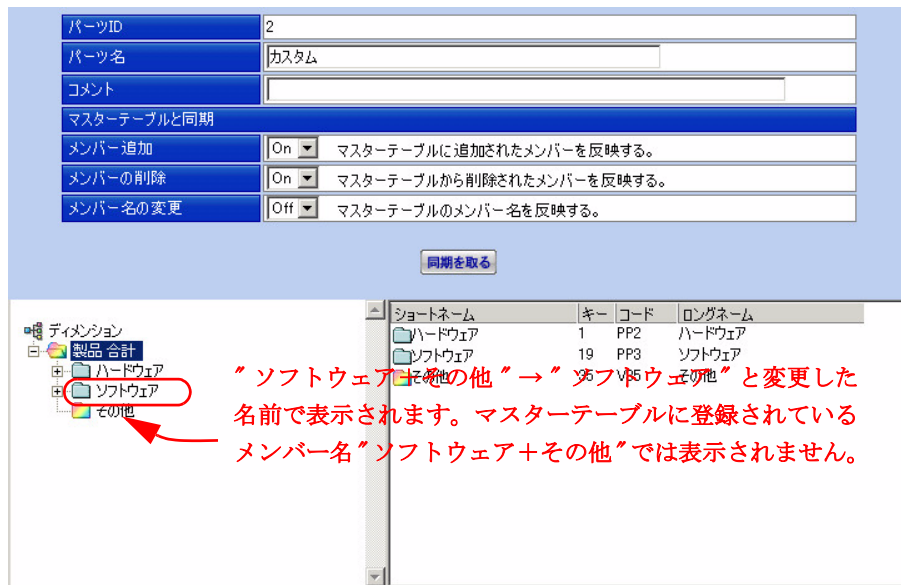 パーツID 2
パーツ名 カスタム
コメント
マスターテーブルと同期
メンバー追加 On マスターテーブルに追加されたメンバーを反映する。
メンバーの削除 On マスターテーブルから削除されたメンバーを反映する。
メンバー名の変更 Off マスターテーブルのメンバー名を反映する。
同期を取る
ディメンション
製品 合計
ハードウェア
ソフトウェア
その他
ショートネーム キー コード ロングネーム
ハードウェア 1 PP2 ハードウェア
ソフトウェア 19 PP3 ソフトウェア
その他 35 V35 その他
″ソフトウェア+その他″→″ソフトウェア″と変更した
名前で表示されます。マスターテーブルに登録されている
メンバー名″ソフトウェア＋その他″では表示されません。